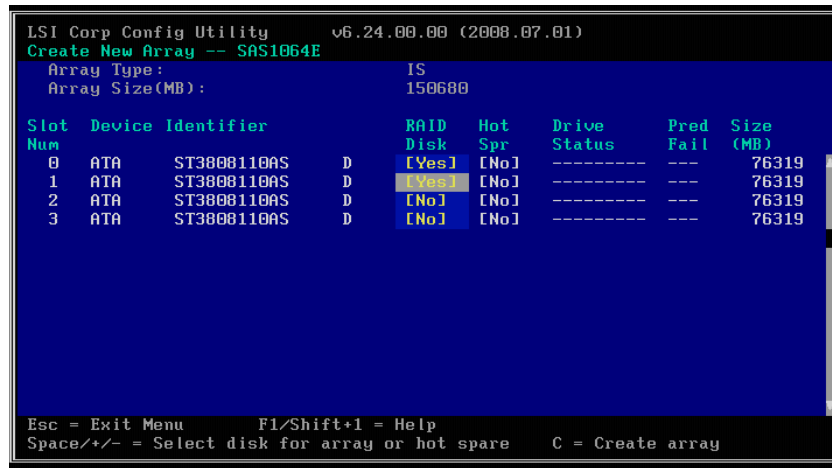 LSI Corp Config Utility v6.24.00.00 (2008.07.01)
Create New Array -- SAS1064E
Array Type: IS
Array Size(MB): 150680
Slot Device Identifier RAID Hot Drive Pred Size
Num Disk Spr Status Fail (MB)
0 ATA ST3808110AS D [Yes] [No] --------- --- 76319
1 ATA ST3808110AS D [Yes] [No] --------- --- 76319
2 ATA ST3808110AS D [No] [No] --------- --- 76319
3 ATA ST3808110AS D [No] [No] --------- --- 76319
Esc = Exit Menu F1/Shift+1 = Help
Space/+/- = Select disk for array or hot spare C = Create array